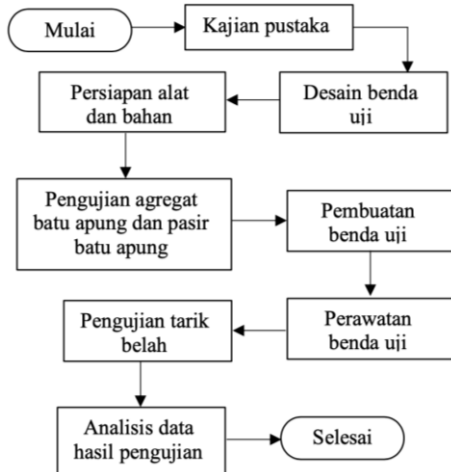 Mulai
Kajian pustaka
Desain benda
uji
Persiapan alat
dan bahan
Pengujian agregat
batu apung dan pasir
batu apung
Pembuatan
benda uji
Perawatan
benda uji
Pengujian tarik
belah
Analisis data
hasil pengujian
Selesai